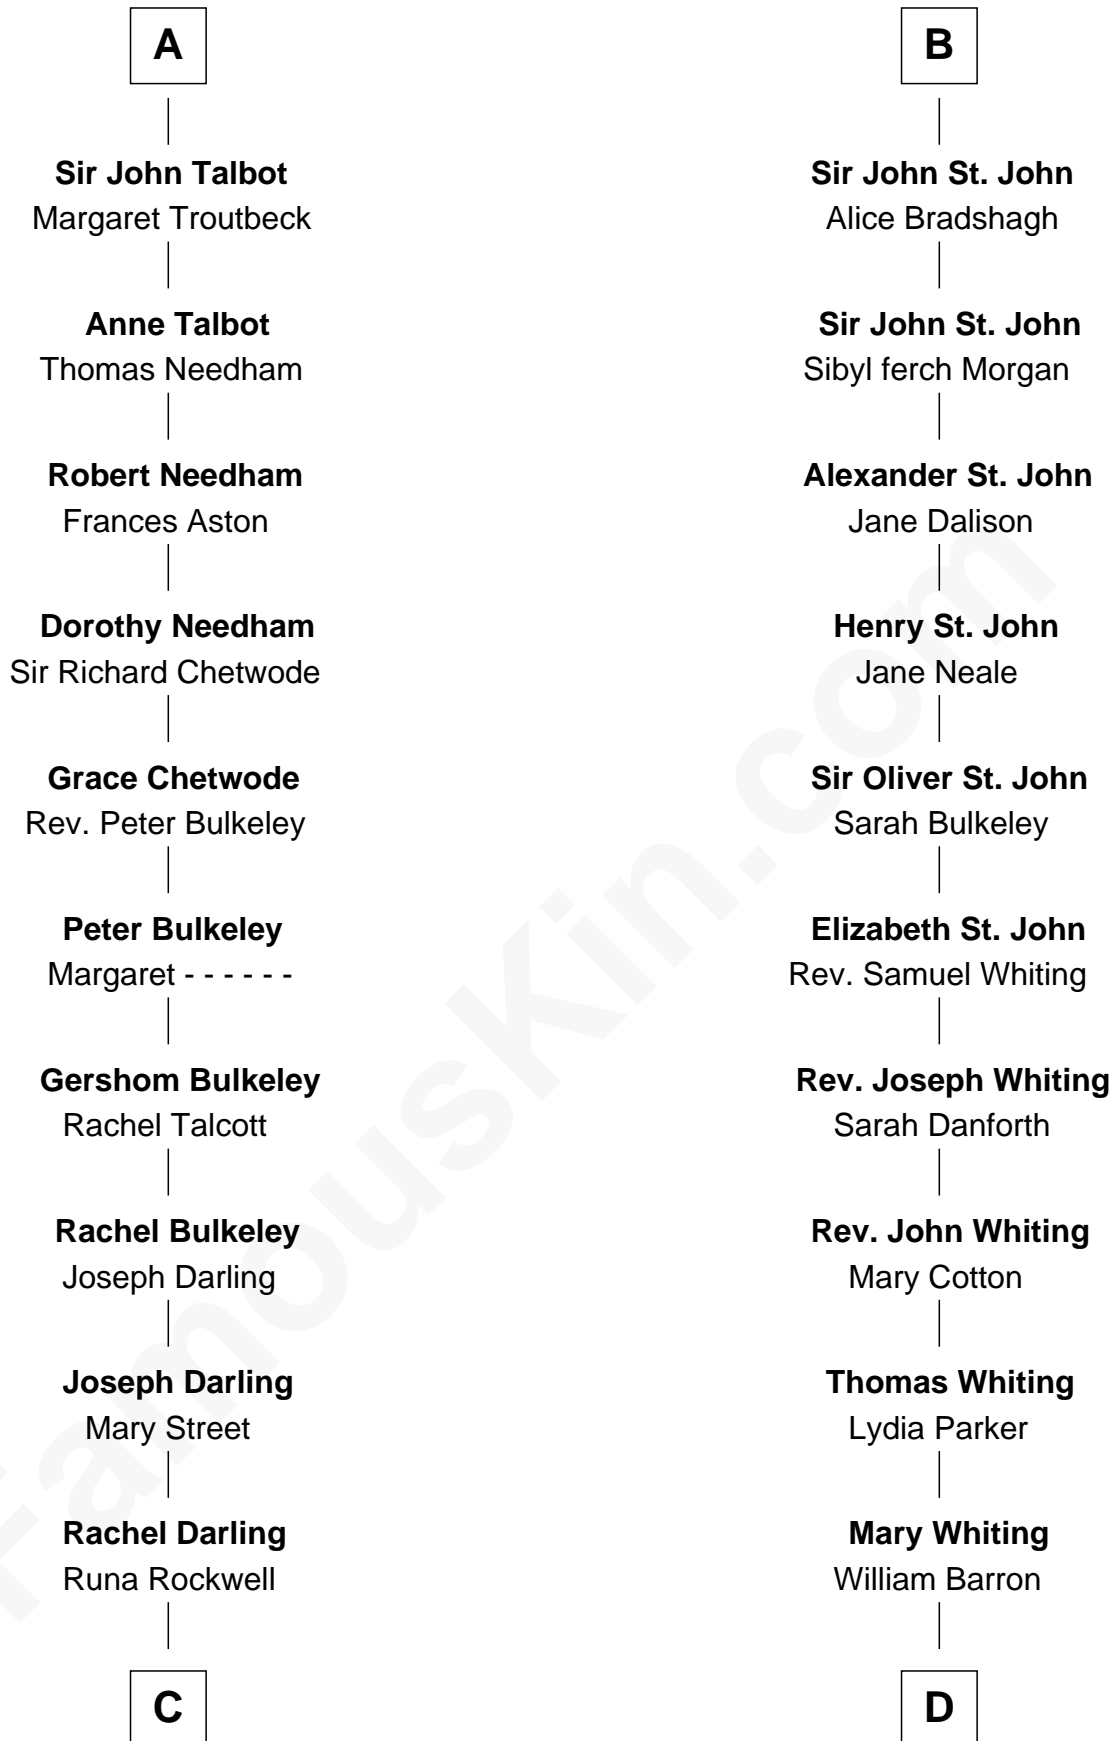 A
Sir John Talbot
Margaret Troutbeck
Anne Talbot
Thomas Needham
Robert Needham
Frances Aston
Dorothy Needham
Sir Richard Chetwode
Grace Chetwode
Rev. Peter Bulkeley
Peter Bulkeley
Margaret - - - - - -
Gershom Bulkeley
Rachel Talcott
Rachel Bulkeley
Joseph Darling
Joseph Darling
Mary Street
Rachel Darling
Runa Rockwell
C
B
Sir John St. John
Alice Bradshagh
Sir John St. John
Sibyl ferch Morgan
Alexander St. John
Jane Dalison
Henry St. John
Jane Neale
Sir Oliver St. John
Sarah Bulkeley
Elizabeth St. John
Rev. Samuel Whiting
Rev. Joseph Whiting
Sarah Danforth
Rev. John Whiting
Mary Cotton
Thomas Whiting
Lydia Parker
Mary Whiting
William Barron
D
FamousKin.com